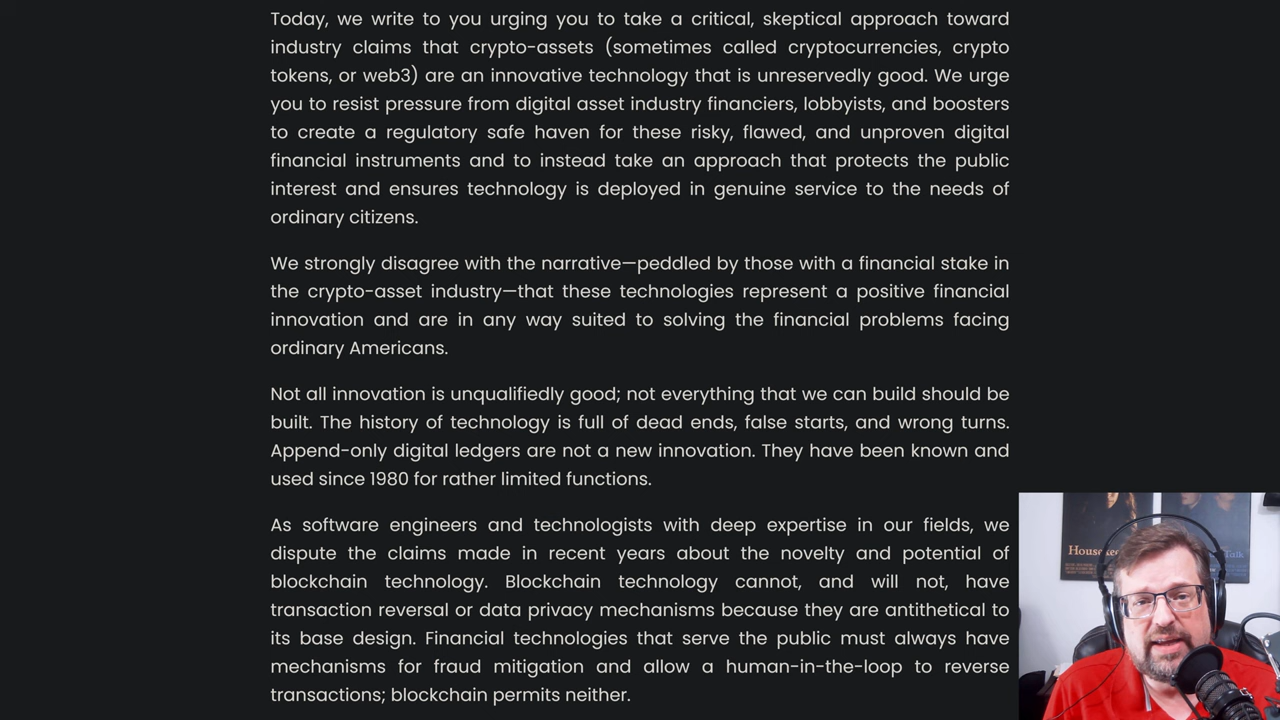 Today, we write to you urging you to take a critical, skeptical approach toward
industry claims that crypto-assets (sometimes called cryptocurrencies, crypto
tokens, or web3) are an innovative technology that is unreservedly good. We urge
you to resist pressure from digital asset industry financiers, lobbyists, and boosters
to create a regulatory safe haven for these risky, flawed, and unproven digital
financial instruments and to instead take an approach that protects the public
interest and ensures technology is deployed in genuine service to the needs of
ordinary citizens.
We strongly disagree with the narrative—peddled by those with a financial stake in
the crypto-asset industry—that these technologies represent a positive financial
innovation and are in any way suited to solving the financial problems facing
ordinary Americans.
Not all innovation is unqualifiedly good; not everything that we can build should be
built. The history of technology is full of dead ends, false starts, and wrong turns.
Append-only digital ledgers are not a new innovation. They have been known and
used since 1980 for rather limited functions.
As software engineers and technologists with deep expertise in our fields, we
dispute the claims made in recent years about the novelty and potential of
blockchain technology. Blockchain technology cannot, and will not, have
transaction reversal or data privacy mechanisms because they are antithetical to
its base design. Financial technologies that serve the public must always have
mechanisms for fraud mitigation and allow a human-in-the-loop to reverse
transactions; blockchain permits neither.